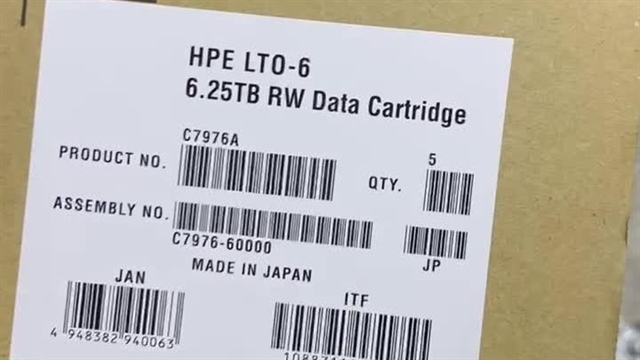 HPE LTO-6
6.25TB RW Data Cartridge
C7976A
PRODUCT NO.
5
QTY.
ASSEMBLY NO.
C7976-60000
JP
MADE IN JAPAN
JAN
4 948382 940063
ITF